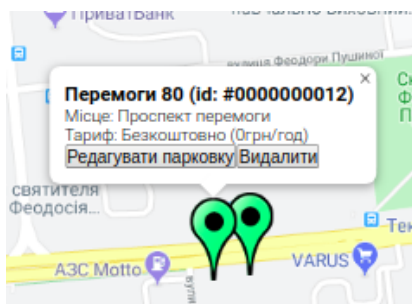 ПриватБанк
вулиця Феодори Пушиної
Перемоги 80 (id: #0000000012)
Місце: Проспект перемоги
Тариф: Безкоштовно (0грн/год)
Редагувати парковку Видалити
святителя
Феодосія...
АЗС Motto
VARUS